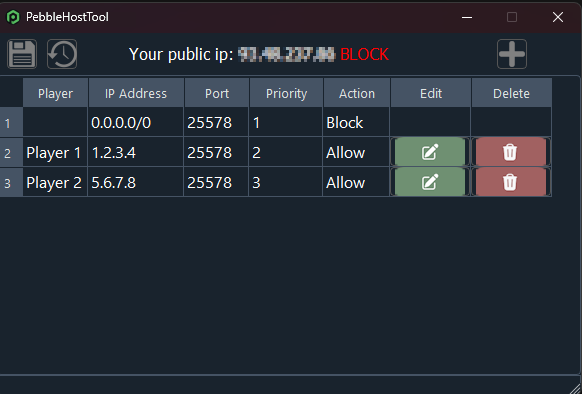 PebbleHostTool
Your public ip: BLOCK
Player IP Address Port Priority Action Edit Delete
1 0.0.0.0/0 25578 1 Block
2 Player 1 1.2.3.4 25578 2 Allow
3 Player 2 5.6.7.8 25578 3 Allow